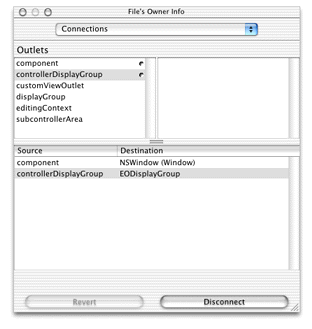 File's Owner Info
Connections
Outlets
component
controllerDisplayGroup
customViewOutlet
displayGroup
editingContext
subcontrollerArea
Source Destination
component NSWindow (Window)
controllerDisplayGroup EODisplayGroup
Revert Disconnect